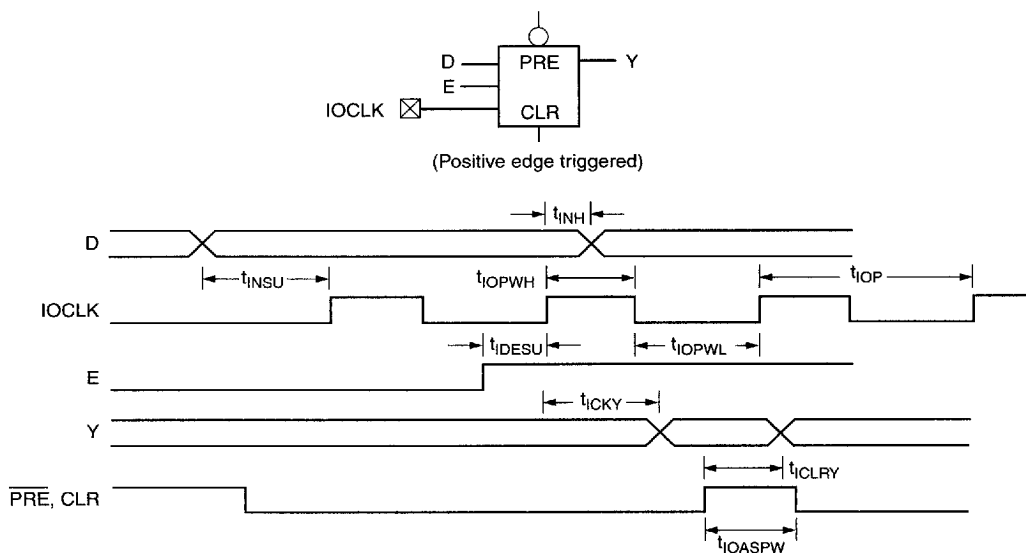 D
PRE
Y
E
IOCLK
CLR
(Positive edge triggered)
tINH
D
tINSU
tIOPWH
tIOP
IOCLK
tIDESU
tIOPWL
E
tICKY
Y
tICLRY
PRE, CLR
tIOASPW